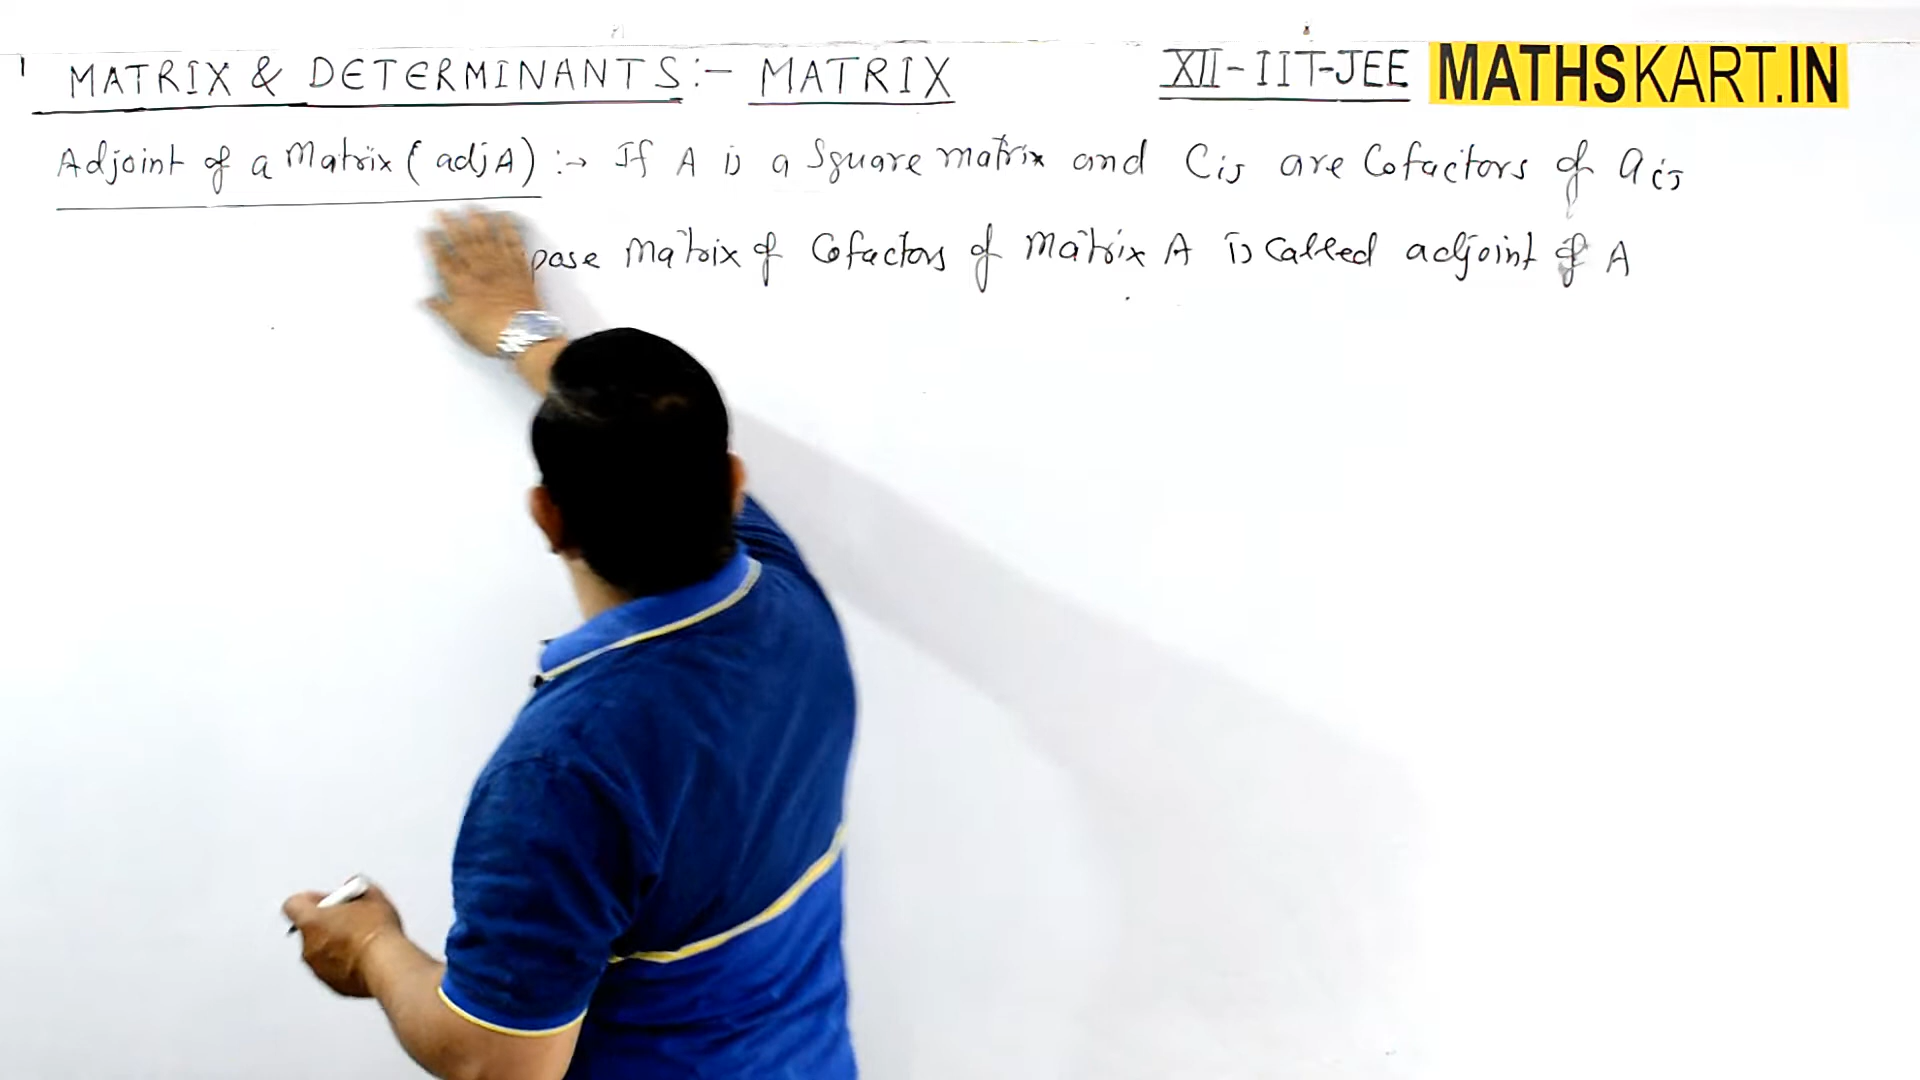 MATRIX & DETERMINANTS:- MATRIX XII-IIT-JEE MATHSKART.IN
Adjoint of a Matrix (adjA) :→ If A is a Square matrix and Cij are Cofactors of aij
pose Matrix of Cofactors of Matrix A is Called adjoint of A